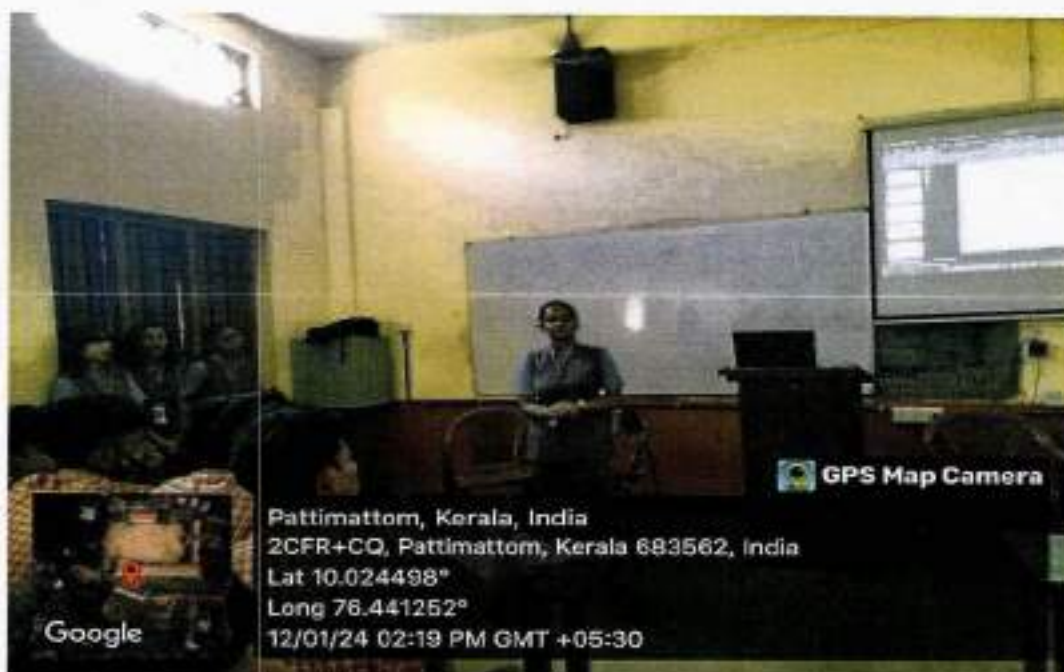 GPS Map Camera
Pattimattom, Kerala, India
2CFR+CQ, Pattimattom, Kerala 683562, India
Lat 10.024498°
Long 76.441252°
12/01/24 02:19 PM GMT +05:30
Google